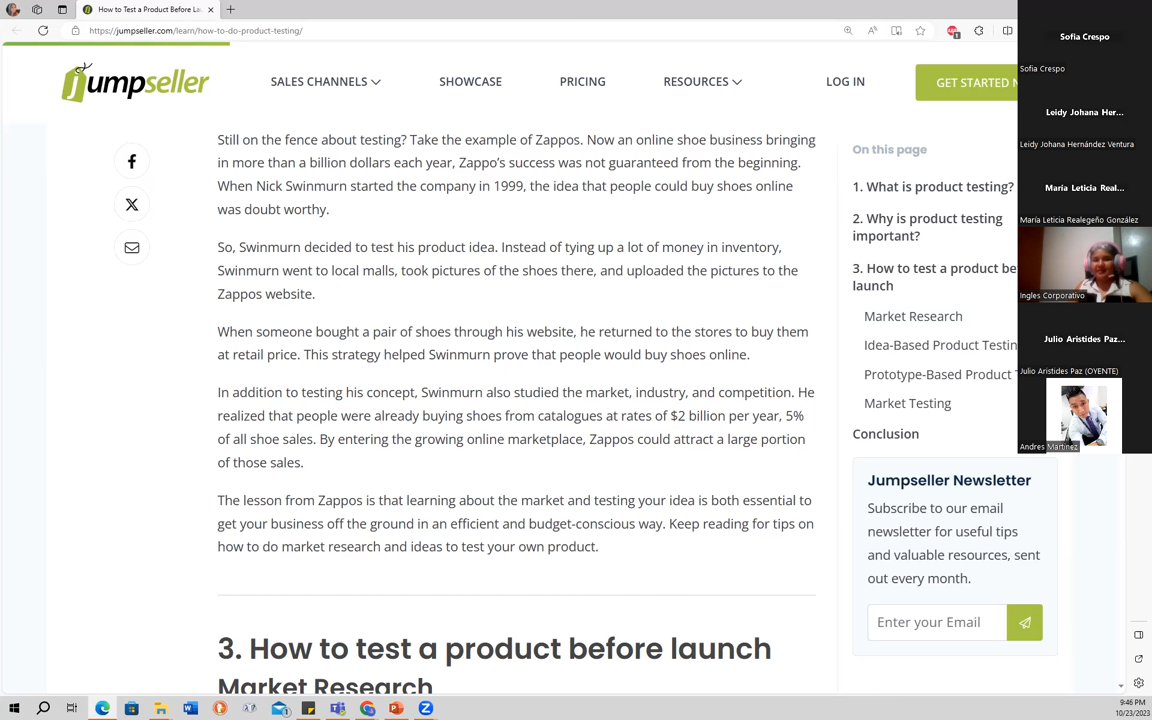 How to Test a Product Before La
https://jumpseller.com/learn/how-to-do-product-testing/
jumpseller
SALES CHANNELS
SHOWCASE
PRICING
RESOURCES
LOG IN
GET STARTED N
Still on the fence about testing? Take the example of Zappos. Now an online shoe business bringing
in more than a billion dollars each year, Zappo's success was not guaranteed from the beginning.
When Nick Swinmurn started the company in 1999, the idea that people could buy shoes online
was doubt worthy.
So, Swinmurn decided to test his product idea. Instead of tying up a lot of money in inventory,
Swinmurn went to local malls, took pictures of the shoes there, and uploaded the pictures to the
Zappos website.
When someone bought a pair of shoes through his website, he returned to the stores to buy them
at retail price. This strategy helped Swinmurn prove that people would buy shoes online.
In addition to testing his concept, Swinmurn also studied the market, industry, and competition. He
realized that people were already buying shoes from catalogues at rates of $2 billion per year, 5%
of all shoe sales. By entering the growing online marketplace, Zappos could attract a large portion
of those sales.
The lesson from Zappos is that learning about the market and testing your idea is both essential to
get your business off the ground in an efficient and budget-conscious way. Keep reading for tips on
how to do market research and ideas to test your own product.
3. How to test a product before launch
Market Research
On this page
1. What is product testing?
2. Why is product testing
important?
3. How to test a product be
launch
Market Research
Idea-Based Product Testin
Prototype-Based Product
Market Testing
Conclusion
Jumpseller Newsletter
Subscribe to our email
newsletter for useful tips
and valuable resources, sent
out every month.
Enter your Email
Sofia Crespo
Sofia Crespo
Leidy Johana Her...
Leidy Johana Hernández Ventura
María Leticia Real...
María Leticia Realegeño González
Ingles Corporativo
Julio Aristides Paz...
Julio Aristides Paz (OYENTE)
Andres Martinez
9:46 PM
10/23/2023